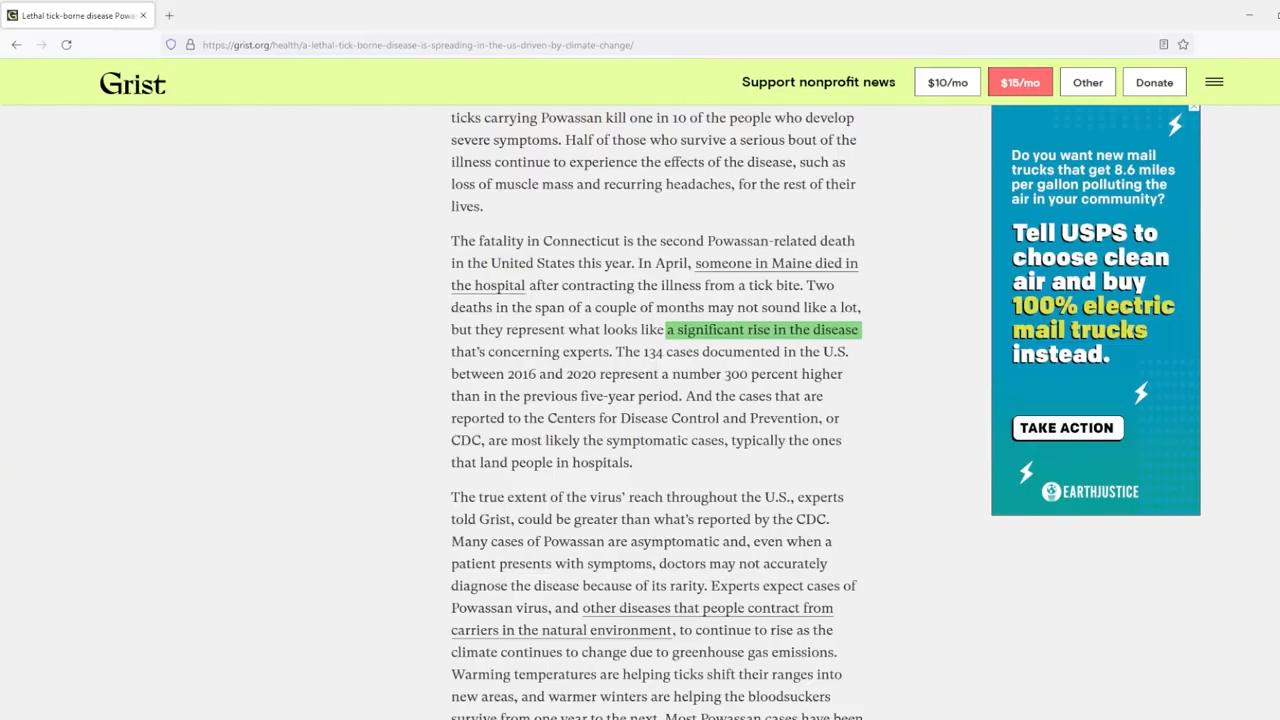 Lethal tick-borne disease Powas
https://grist.org/health/a-lethal-tick-borne-disease-is-spreading-in-the-us-driven-by-climate-change/
Grist
Support nonprofit news
$10/mo
$15/mo
Other
Donate
ticks carrying Powassan kill one in 10 of the people who develop
severe symptoms. Half of those who survive a serious bout of the
illness continue to experience the effects of the disease, such as
loss of muscle mass and recurring headaches, for the rest of their
lives.
The fatality in Connecticut is the second Powassan-related death
in the United States this year. In April, someone in Maine died in
the hospital after contracting the illness from a tick bite. Two
deaths in the span of a couple of months may not sound like a lot,
but they represent what looks like a significant rise in the disease
that’s concerning experts. The 134 cases documented in the U.S.
between 2016 and 2020 represent a number 300 percent higher
than in the previous five-year period. And the cases that are
reported to the Centers for Disease Control and Prevention, or
CDC, are most likely the symptomatic cases, typically the ones
that land people in hospitals.
The true extent of the virus’ reach throughout the U.S., experts
told Grist, could be greater than what’s reported by the CDC.
Many cases of Powassan are asymptomatic and, even when a
patient presents with symptoms, doctors may not accurately
diagnose the disease because of its rarity. Experts expect cases of
Powassan virus, and other diseases that people contract from
carriers in the natural environment, to continue to rise as the
climate continues to change due to greenhouse gas emissions.
Warming temperatures are helping ticks shift their ranges into
new areas, and warmer winters are helping the bloodsuckers
survive from one year to the next. Most Powassan cases have been
Do you want new mail
trucks that get 8.6 miles
per gallon polluting the
air in your community?
Tell USPS to
choose clean
air and buy
100% electric
mail trucks
instead.
TAKE ACTION
EARTHJUSTICE